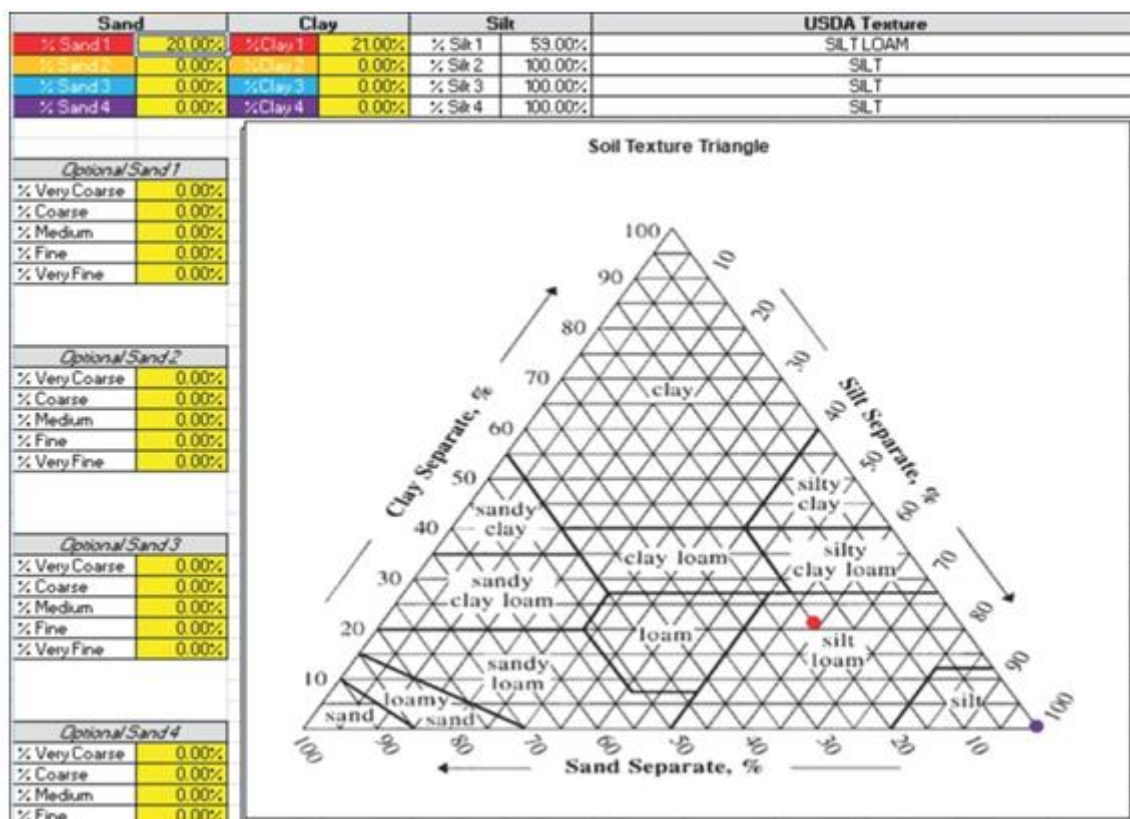 Sand Clay Silt USDA Texture
% Sand 1 20.00% % Clay 1 21.00% % Silt 1 59.00% SILT LOAM
% Sand 2 0.00% % Clay 2 0.00% % Silt 2 100.00% SILT
% Sand 3 0.00% % Clay 3 0.00% % Silt 3 100.00% SILT
% Sand 4 0.00% % Clay 4 0.00% % Silt 4 100.00% SILT
Optional Sand 1
% Very Coarse 0.00%
% Coarse 0.00%
% Medium 0.00%
% Fine 0.00%
% Very Fine 0.00%
Optional Sand 2
% Very Coarse 0.00%
% Coarse 0.00%
% Medium 0.00%
% Fine 0.00%
% Very Fine 0.00%
Optional Sand 3
% Very Coarse 0.00%
% Coarse 0.00%
% Medium 0.00%
% Fine 0.00%
% Very Fine 0.00%
Optional Sand 4
% Very Coarse 0.00%
% Coarse 0.00%
% Medium 0.00%
% Fine 0.00%
Soil Texture Triangle
Clay Separate, %
100
90
80
70
60
50
40
30
20
10
Silt Separate, %
10
20
30
40
50
60
70
80
90
100
clay
silty
clay
sandy
clay
clay loam
silty
clay loam
sandy
clay loam
loam
silt
loam
sandy
loam
loamy
sand
sand
silt
100 90 80 70 60 50 40 30 20 10
Sand Separate, %